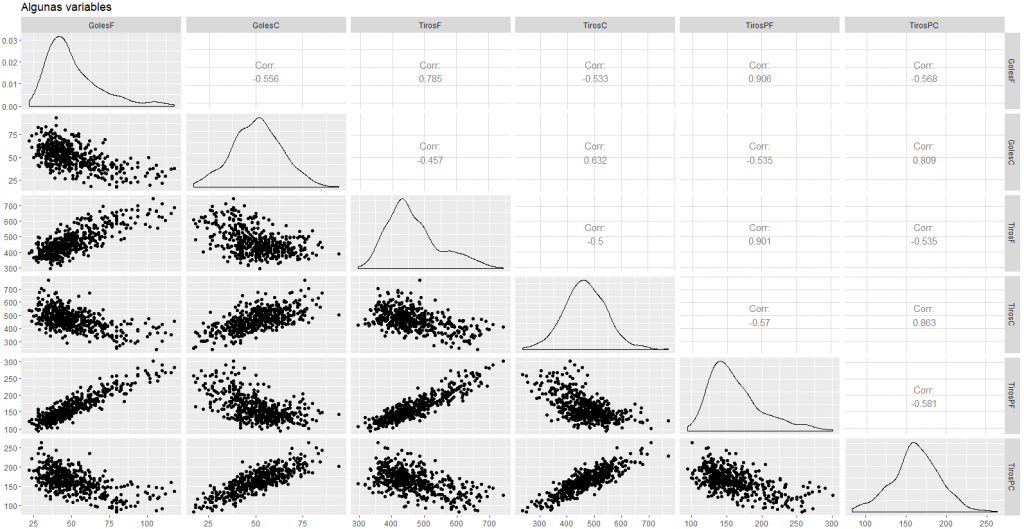 Algunas variables
GolesF GolesC TirosF TirosC TirosPF TirosPC
0.03
0.02
0.01
0.00
Corr:
-0.556
Corr:
0.785
Corr:
-0.533
Corr:
0.906
Corr:
-0.568
GolesF
75
50
25
Corr:
-0.457
Corr:
0.632
Corr:
-0.535
Corr:
0.809
GolesC
700
600
500
400
300
Corr:
-0.5
Corr:
0.901
Corr:
-0.535
TirosF
700
600
500
400
300
Corr:
-0.57
Corr:
0.863
TirosC
300
250
200
150
100
Corr:
-0.581
TirosPF
250
200
150
100
TirosPC
25 50 75 100
25 50 75
300 400 500 600 700
300 400 500 600 700
100 150 200 250 300
100 150 200 250